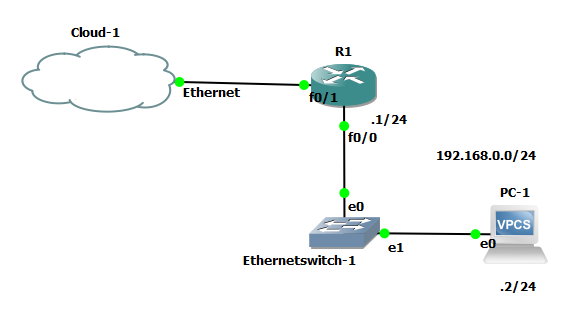 Cloud-1
R1
Ethernet
f0/1
.1/24
f0/0
192.168.0.0/24
PC-1
VPCS
e0
e1
e0
Ethernetswitch-1
.2/24